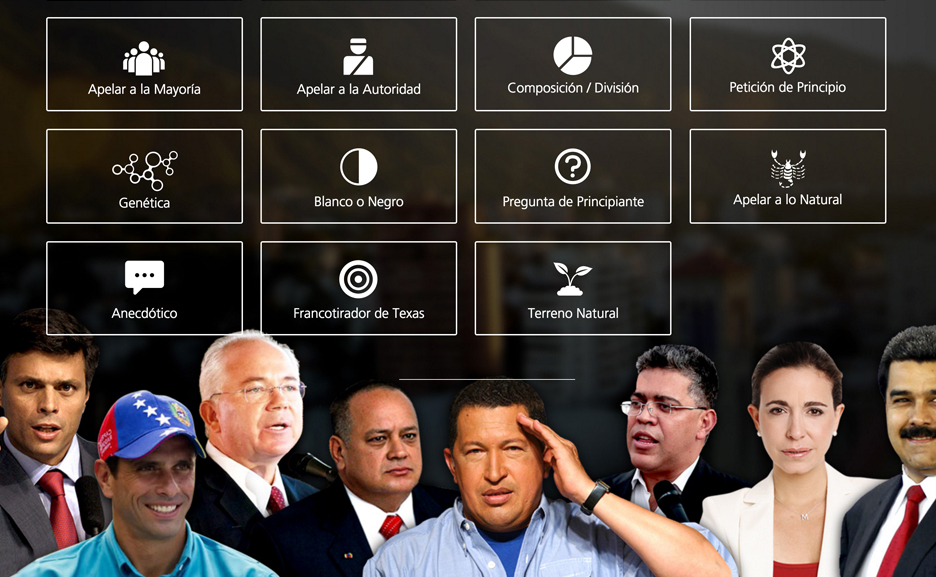 Apelar a la Mayoría
Apelar a la Autoridad
Composición / División
Petición de Principio
Genética
Blanco o Negro
Pregunta de Principiante
Apelar a lo Natural
Anecdótico
Francotirador de Texas
Terreno Natural